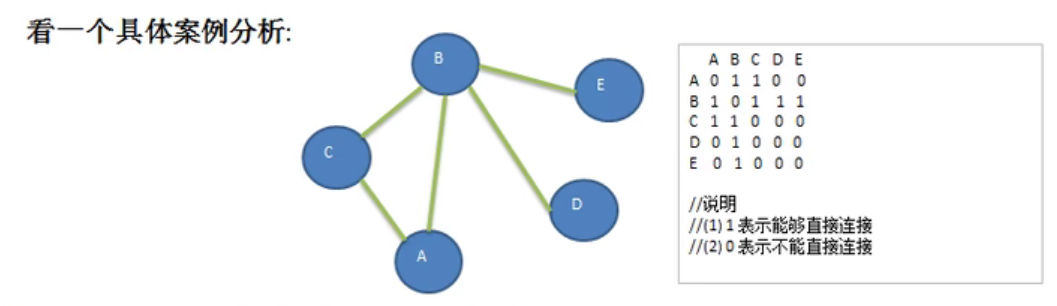 看一个具体案例分析:
B
E
C
D
A
A B C D E
A 0 1 1 0 0
B 1 0 1 1 1
C 1 1 0 0 0
D 0 1 0 0 0
E 0 1 0 0 0
//说明
//(1) 1 表示能够直接连接
//(2) 0 表示不能直接连接